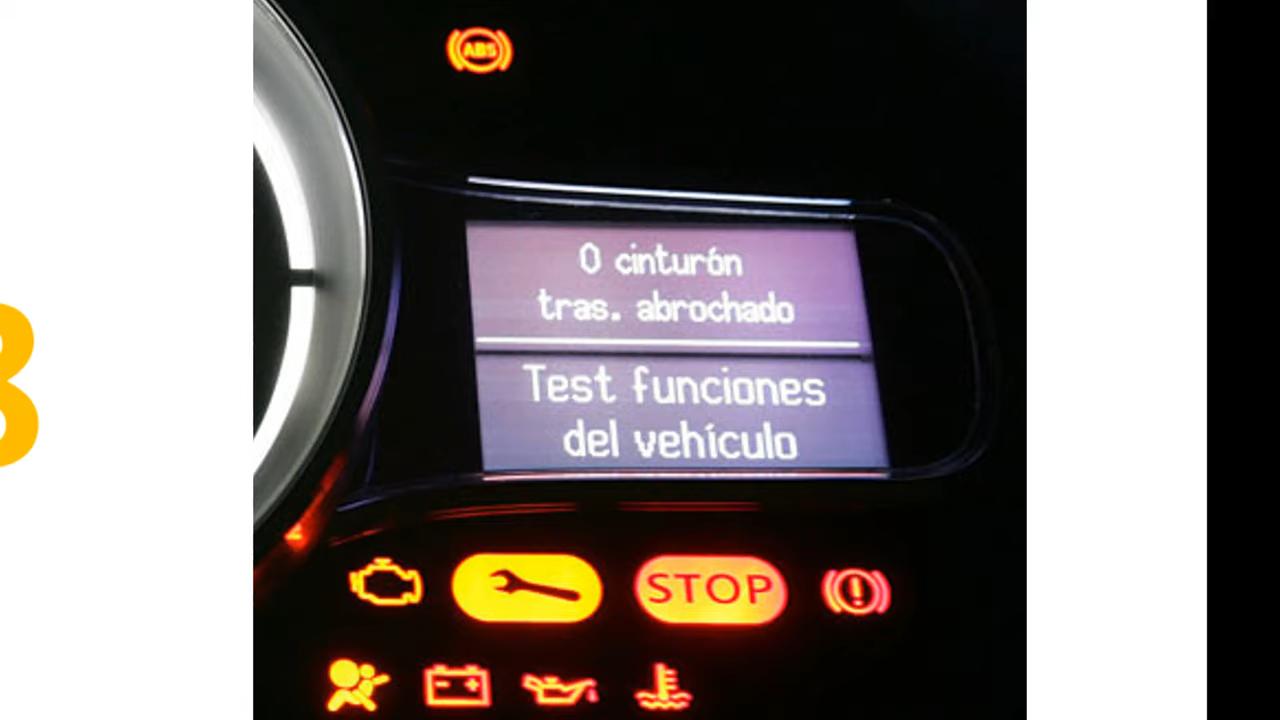 ABS
0 cinturón
tras. abrochado
Test funciones
del vehículo
STOP